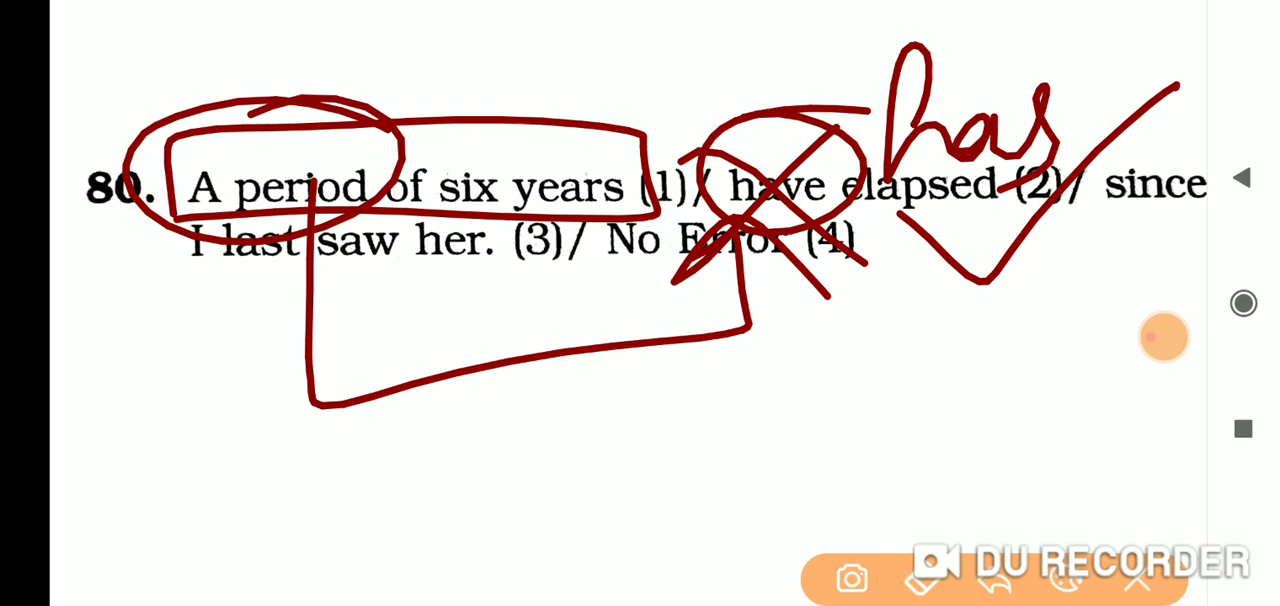 has
80. A period of six years (1)/ have elapsed (2)/ since
I last saw her. (3)/ No Error (4)
DU RECORDER